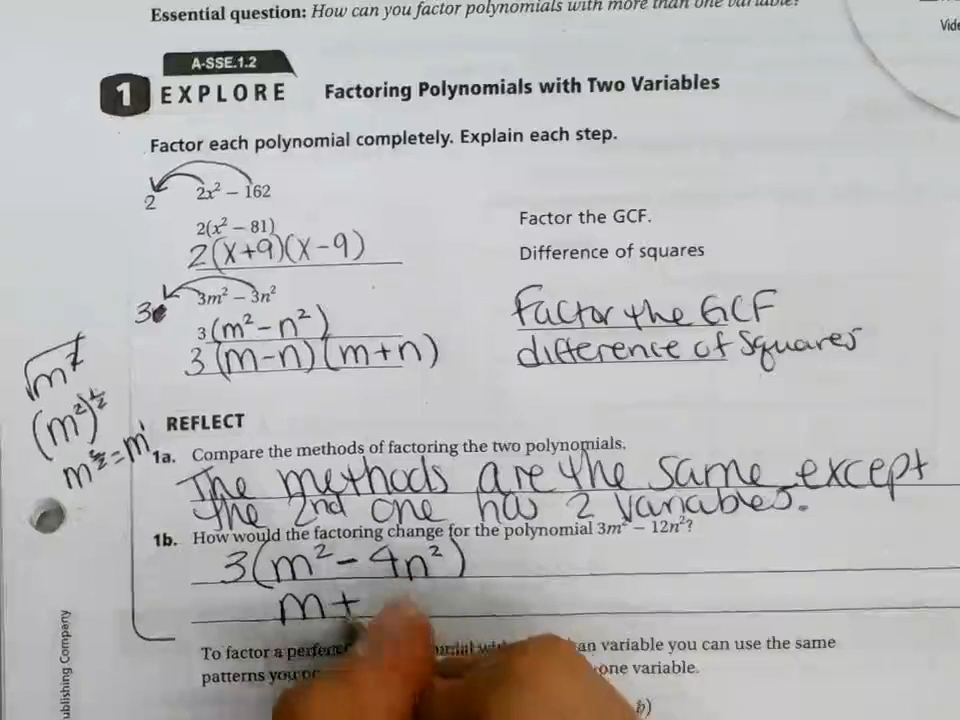 Essential question: How can you factor polynomials with more than one variable?
Vide
A-SSE.1.2
1 EXPLORE Factoring Polynomials with Two Variables
Factor each polynomial completely. Explain each step.
2 2x² – 162
2(x² – 81) Factor the GCF.
2(x+9)(x-9) Difference of squares
3 3m² – 3n²
3(m²-n²) Factor the GCF
3(m-n)(m+n) difference of squares
√m²
(m²)^½
m^2/2 = m¹
REFLECT
1a. Compare the methods of factoring the two polynomials.
The methods are the same except
the 2nd one has 2 variables.
1b. How would the factoring change for the polynomial 3m² – 12n²?
3(m²-4n²)
m+
To factor a an variable you can use the same
patterns you one variable.
b)
ublishing Company